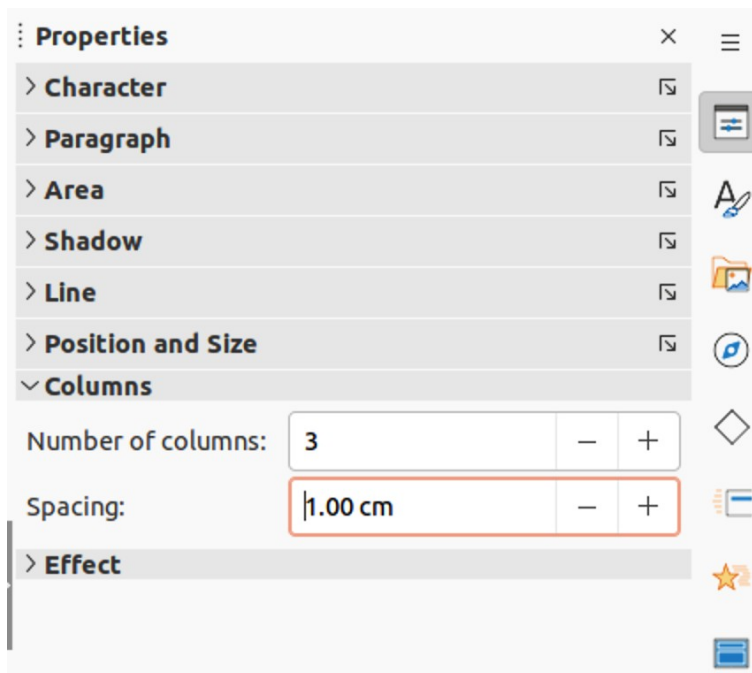 Properties
Character
Paragraph
Area
Shadow
Line
Position and Size
Columns
Number of columns: 3
Spacing: 1.00 cm
Effect